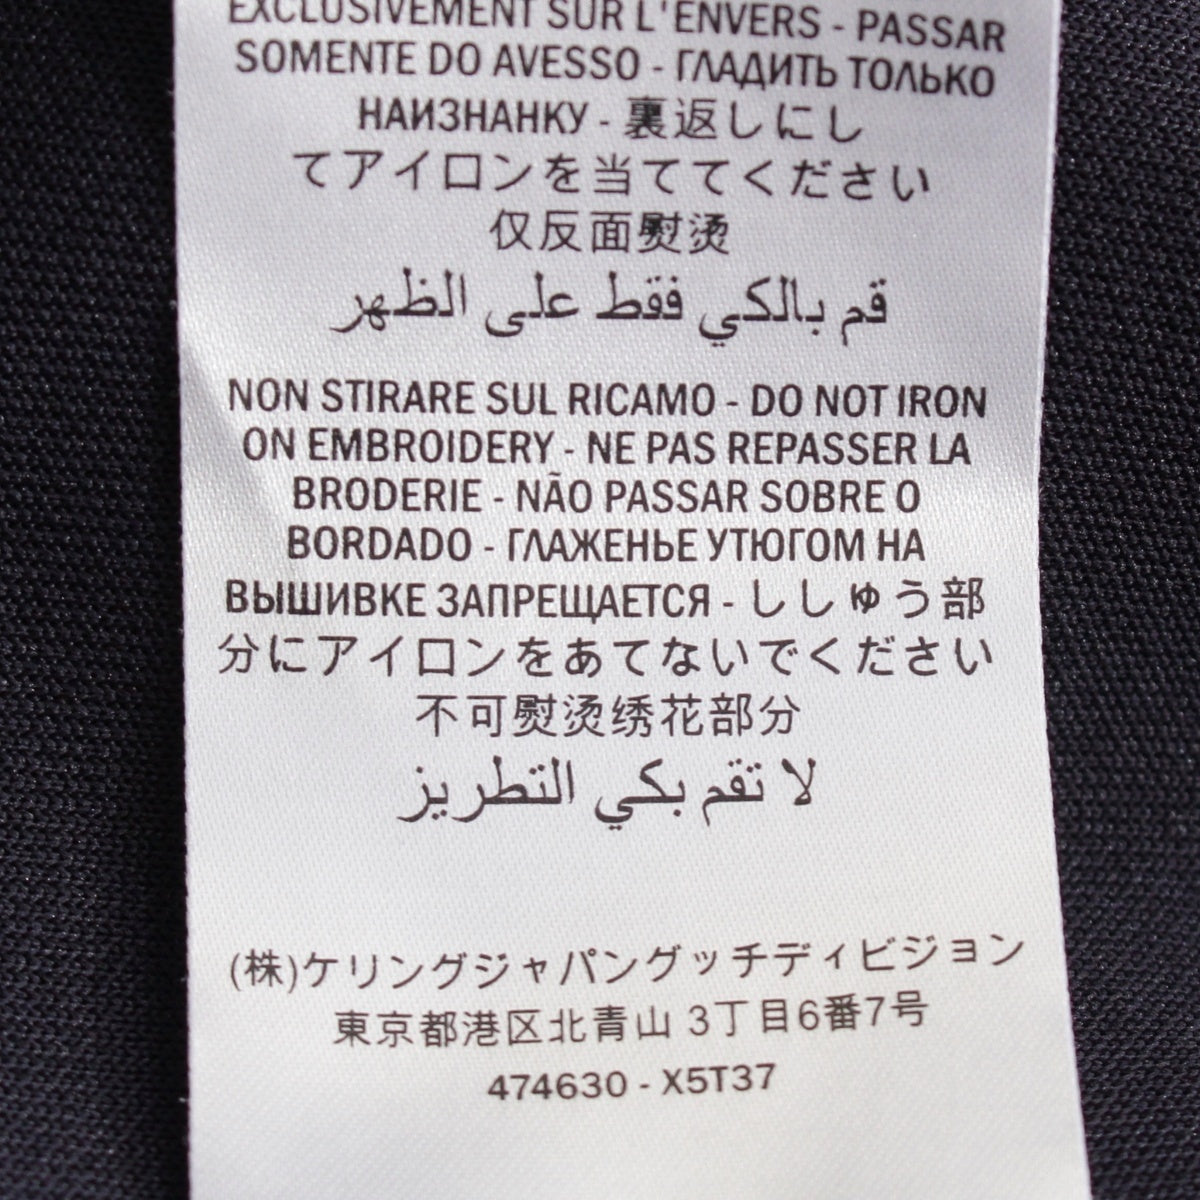 EXCLUSIVEMENT SUR L'ENVERS - PASSAR
SOMENTE DO AVESSO - ГЛАДИТЬ ТОЛЬКО
НАИЗНАНКУ - 裏返しにし
てアイロンを当ててください
仅反面熨烫
قم بالكي فقط على الظهر
NON STIRARE SUL RICAMO - DO NOT IRON
ON EMBROIDERY - NE PAS REPASSER LA
BRODERIE - NÃO PASSAR SOBRE O
BORDADO - ГЛАЖЕНЬЕ УТЮГОМ НА
ВЫШИВКЕ ЗАПРЕЩАЕТСЯ - ししゅう部
分にアイロンをあてないでください
不可熨烫绣花部分
لا تقم بكي التطريز
(株)ケリングジャパングッチディビジョン
東京都港区北青山 3丁目6番7号
474630 - X5T37